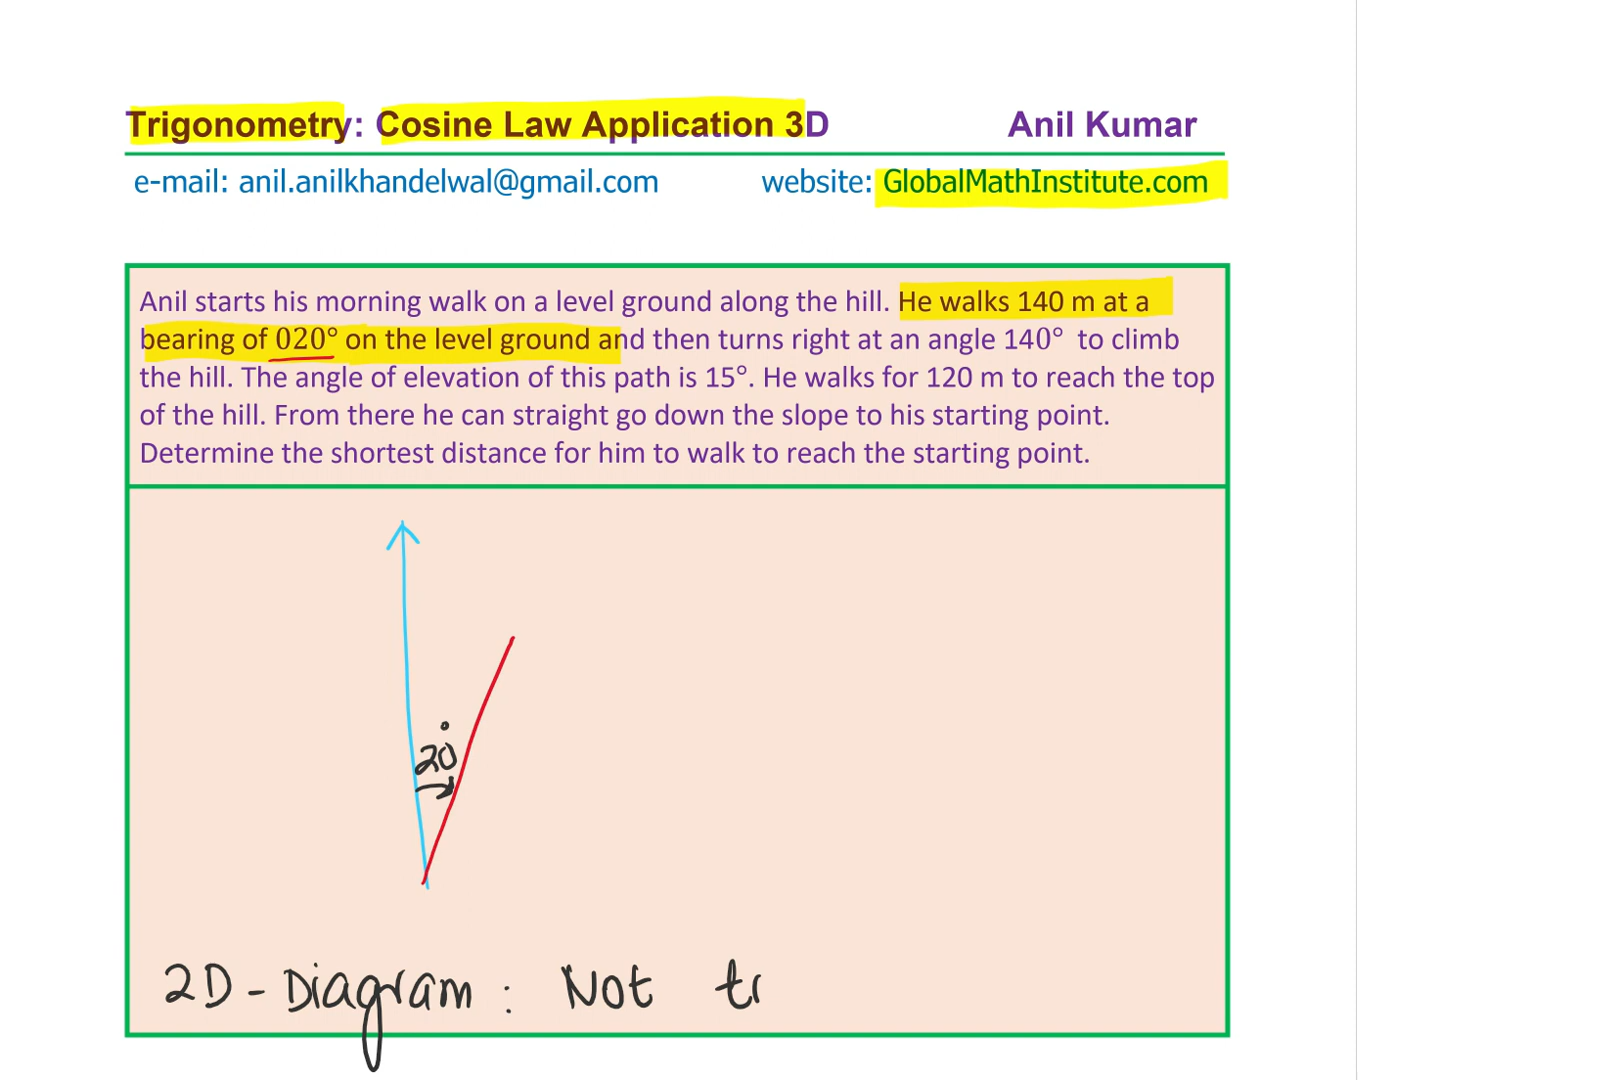 Trigonometry: Cosine Law Application 3D Anil Kumar
e-mail: anil.anilkhandelwal@gmail.com website: GlobalMathInstitute.com
Anil starts his morning walk on a level ground along the hill. He walks 140 m at a
bearing of 020° on the level ground and then turns right at an angle 140° to climb
the hill. The angle of elevation of this path is 15°. He walks for 120 m to reach the top
of the hill. From there he can straight go down the slope to his starting point.
Determine the shortest distance for him to walk to reach the starting point.
20°
2D-Diagram: Not